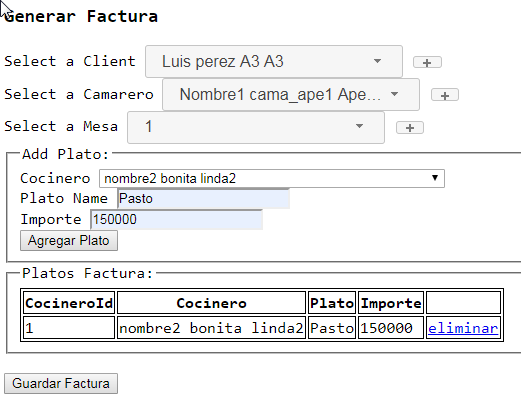 Generar Factura
Select a Client Luis perez A3 A3 +
Select a Camarero Nombre1 cama_ape1 Ape... +
Select a Mesa 1 +
Add Plato:
Cocinero nombre2 bonita linda2
Plato Name Pasto
Importe 150000
Agregar Plato
Platos Factura:
CocineroId Cocinero Plato Importe
1 nombre2 bonita linda2 Pasto 150000 eliminar
Guardar Factura